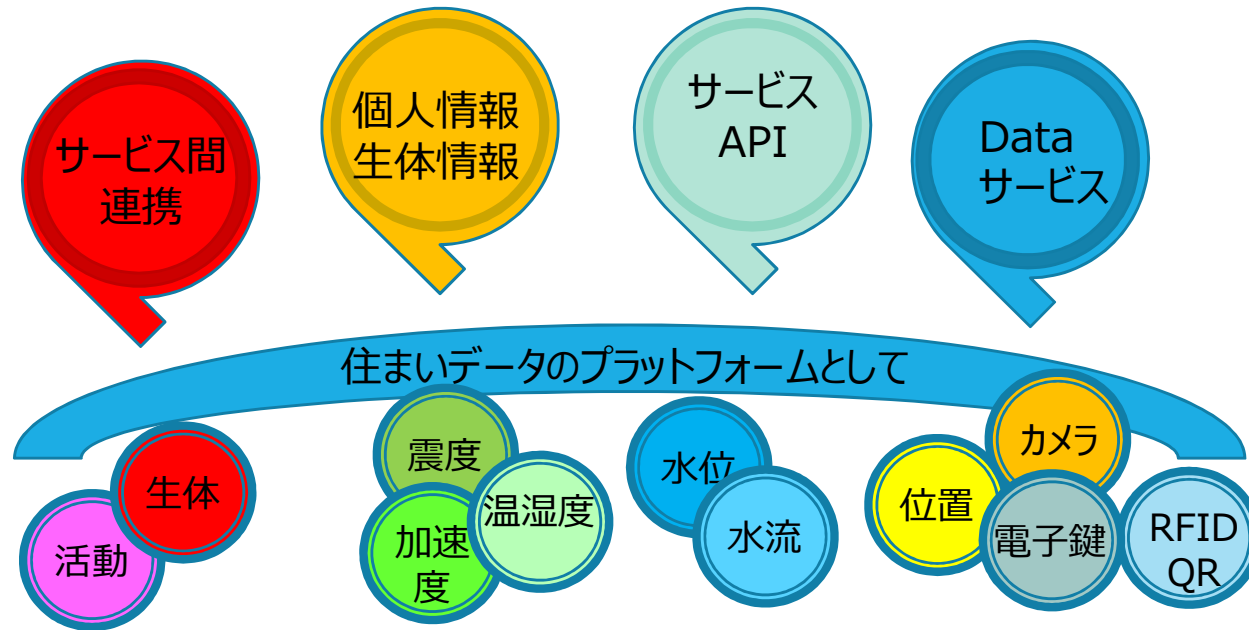 サービス間
連携
個人情報
生体情報
サービス
API
Data
サービス
住まいデータのプラットフォームとして
生体
活動
震度
加速
度
温湿度
水位
水流
カメラ
位置
電子鍵
RFID
QR